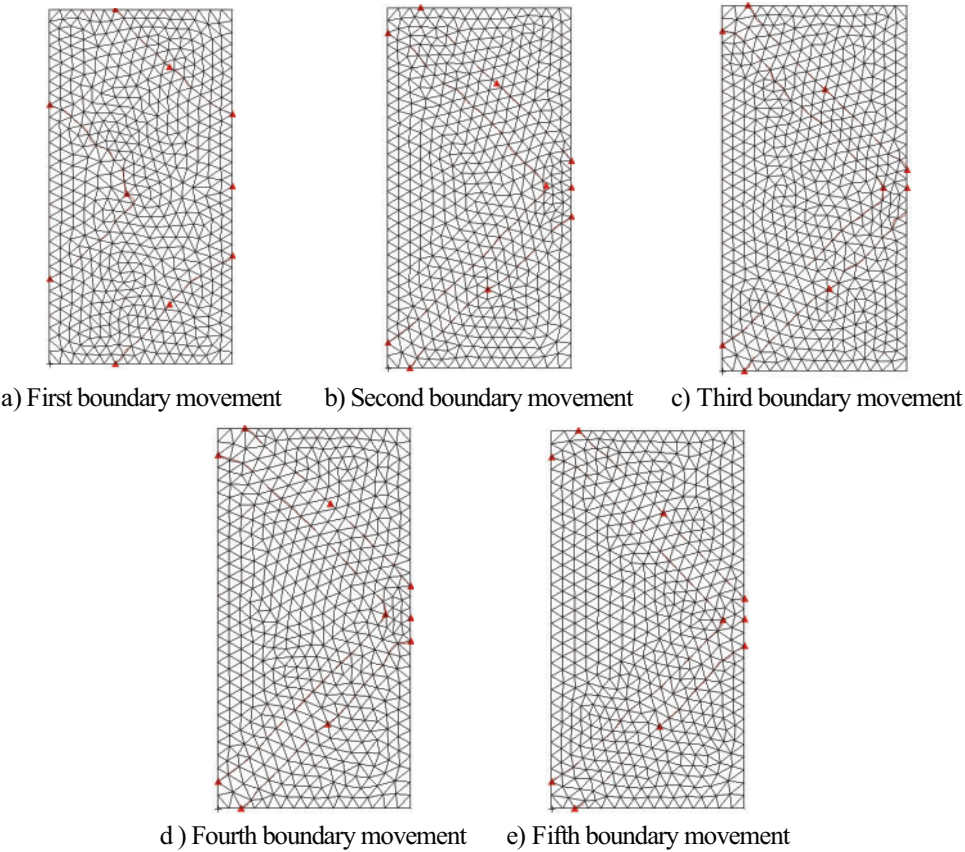 a) First boundary movement
b) Second boundary movement
c) Third boundary movement
d ) Fourth boundary movement
e) Fifth boundary movement